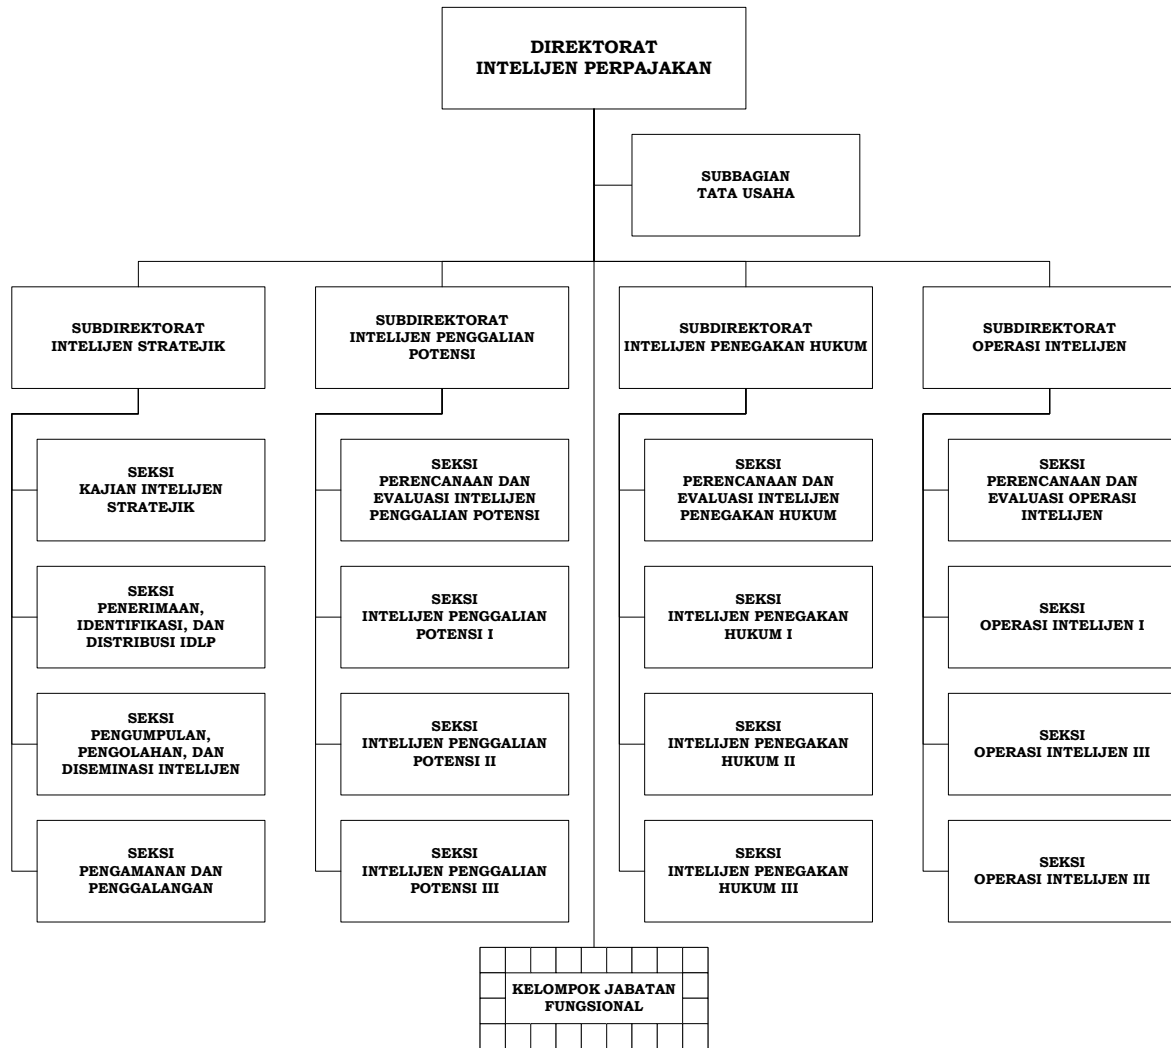 DIREKTORAT
INTELIJEN PERPAJAKAN
SUBBAGIAN
TATA USAHA
SUBDIREKTORAT
INTELIJEN STRATEJIK
SUBDIREKTORAT
INTELIJEN PENGGALIAN
POTENSI
SUBDIREKTORAT
INTELIJEN PENEGAKAN HUKUM
SUBDIREKTORAT
OPERASI INTELIJEN
SEKSI
KAJIAN INTELIJEN
STRATEJIK
SEKSI
PERENCANAAN DAN
EVALUASI INTELIJEN
PENGGALIAN POTENSI
SEKSI
PERENCANAAN DAN
EVALUASI INTELIJEN
PENEGAKAN HUKUM
SEKSI
PERENCANAAN DAN
EVALUASI OPERASI
INTELIJEN
SEKSI
PENERIMAAN,
IDENTIFIKASI, DAN
DISTRIBUSI IDLP
SEKSI
INTELIJEN PENGGALIAN
POTENSI I
SEKSI
INTELIJEN PENEGAKAN
HUKUM I
SEKSI
OPERASI INTELIJEN I
SEKSI
PENGUMPULAN,
PENGOLAHAN, DAN
DISEMINASI INTELIJEN
SEKSI
INTELIJEN PENGGALIAN
POTENSI II
SEKSI
INTELIJEN PENEGAKAN
HUKUM II
SEKSI
OPERASI INTELIJEN III
SEKSI
PENGAMANAN DAN
PENGGALANGAN
SEKSI
INTELIJEN PENGGALIAN
POTENSI III
SEKSI
INTELIJEN PENEGAKAN
HUKUM III
SEKSI
OPERASI INTELIJEN III
KELOMPOK JABATAN
FUNGSIONAL